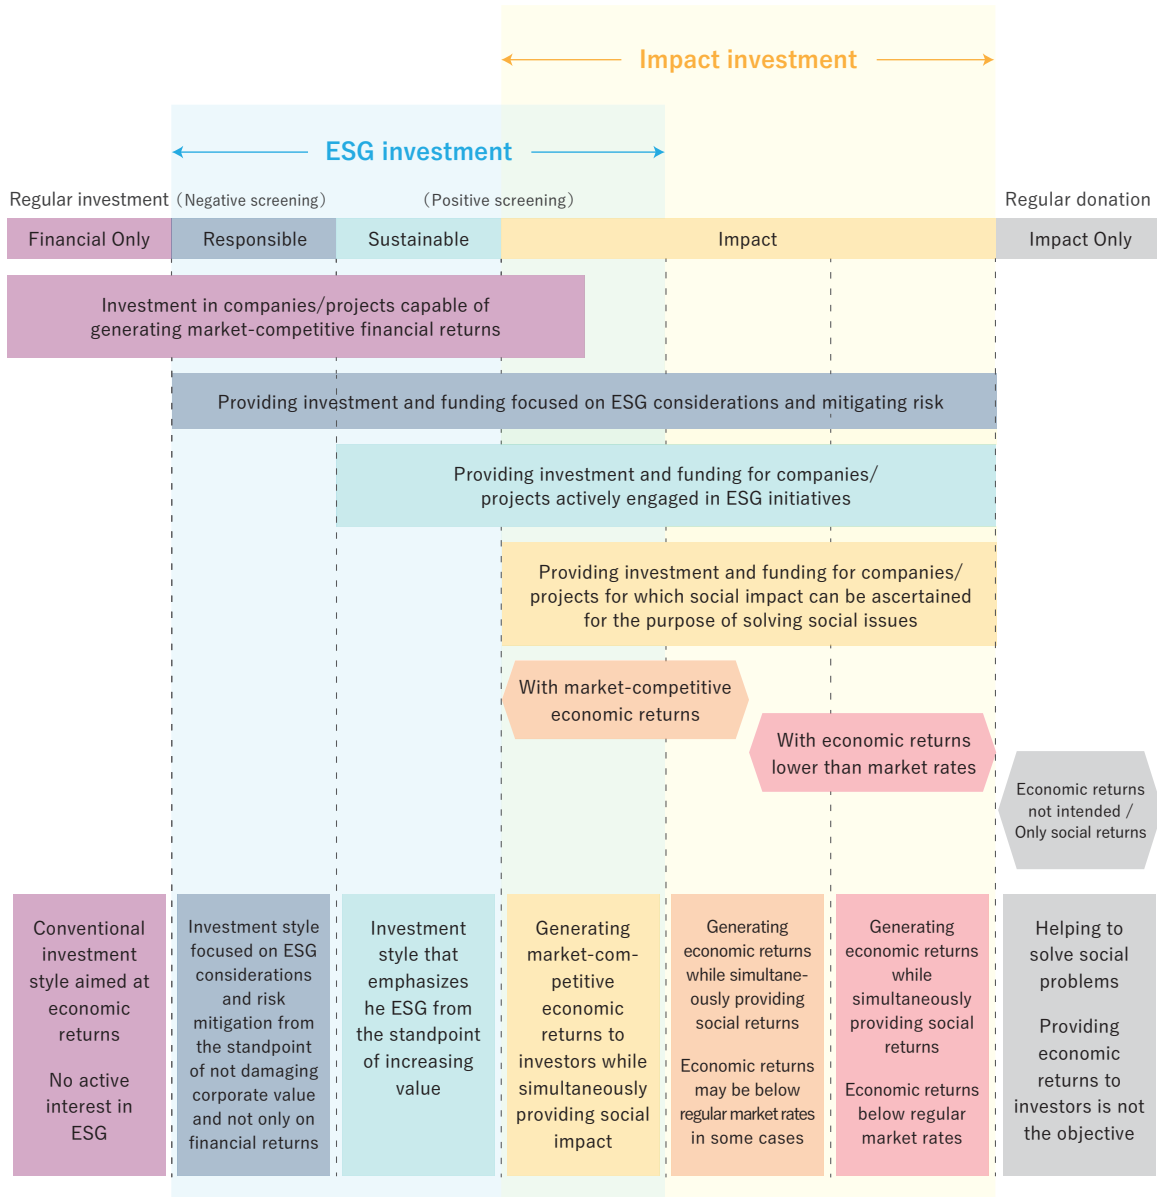 Impact investment
ESG investment
Regular investment
(Negative screening)
(Positive screening)
Regular donation
Financial Only
Responsible
Sustainable
Impact
Impact Only
Investment in companies/projects capable of
generating market-competitive financial returns
Providing investment and funding focused on ESG considerations and mitigating risk
Providing investment and funding for companies/
projects actively engaged in ESG initiatives
Providing investment and funding for companies/
projects for which social impact can be ascertained
for the purpose of solving social issues
With market-competitive
economic returns
With economic returns
lower than market rates
Economic returns
not intended /
Only social returns
Conventional
investment
style aimed at
economic
returns
No active
interest in
ESG
Investment style
focused on ESG
considerations
and risk
mitigation from
the standpoint
of not damaging
corporate value
and not only on
financial returns
Investment
style that
emphasizes
he ESG from
the standpoint
of increasing
value
Generating
market-com-
petitive
economic
returns to
investors while
simultaneously
providing social
impact
Generating
economic returns
while simultane-
ously providing
social returns
Economic returns
may be below
regular market rates
in some cases
Generating
economic returns
while
simultaneously
providing social
returns
Economic returns
below regular
market rates
Helping to
solve social
problems
Providing
economic
returns to
investors is not
the objective